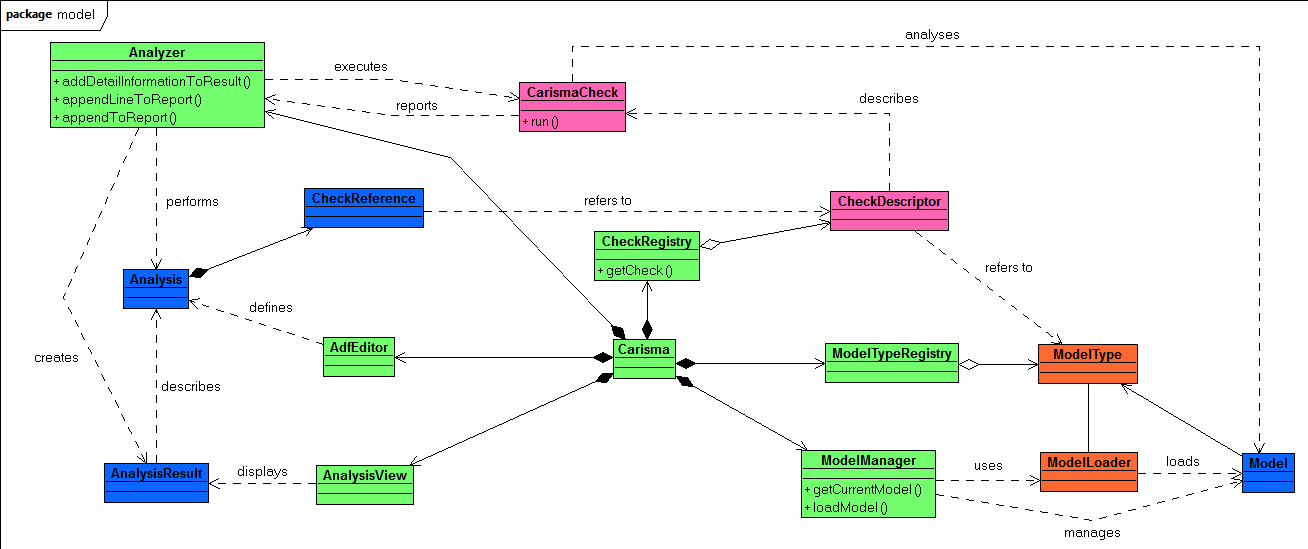 package model
analyses
Analyzer
+ addDetailInformationToResult()
+ appendLineToReport()
+ appendToReport()
executes
reports
CarismaCheck
+ run()
describes
performs
CheckReference
refers to
CheckDescriptor
CheckRegistry
+ getCheck()
refers to
Analysis
defines
creates
AdfEditor
Carisma
ModelTypeRegistry
ModelType
describes
AnalysisResult
displays
AnalysisView
ModelManager
+ getCurrentModel()
+ loadModel()
uses
ModelLoader
loads
Model
manages